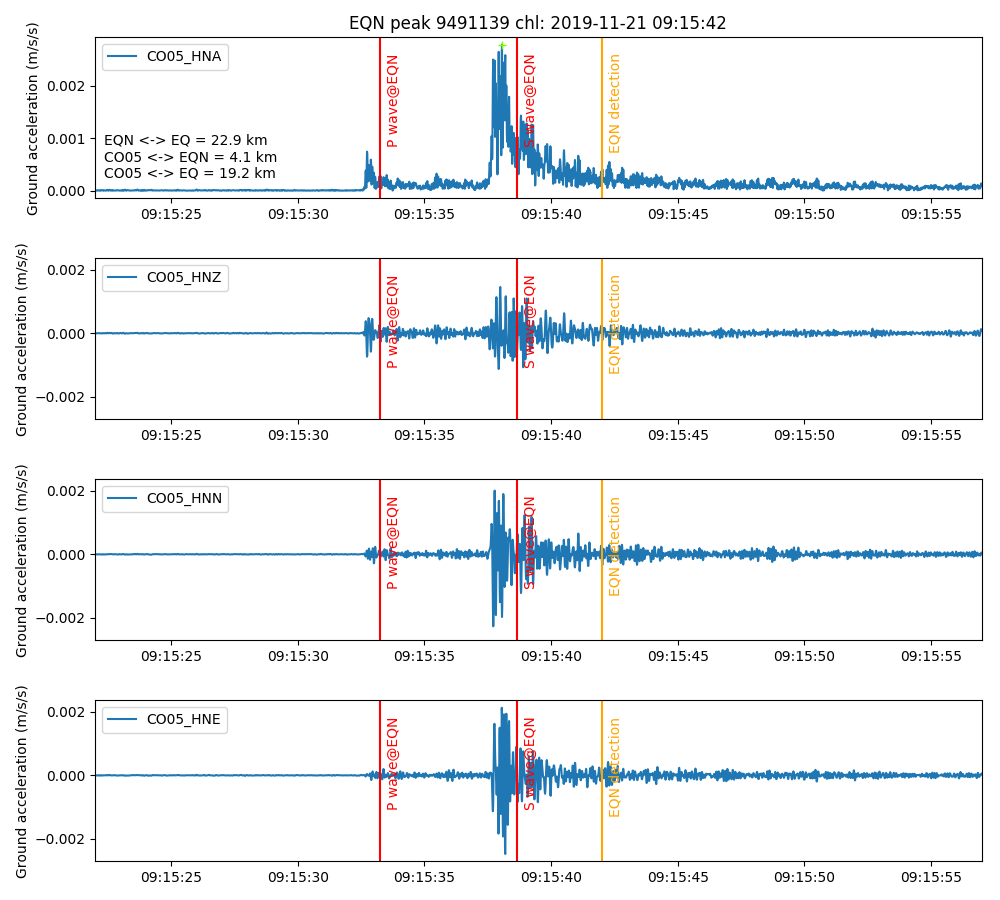 EQN peak 9491139 chl: 2019-11-21 09:15:42
Ground acceleration (m/s/s)
CO05_HNA
P wave@EQN
S wave@EQN
EQN detection
EQN <-> EQ = 22.9 km
CO05 <-> EQN = 4.1 km
CO05 <-> EQ = 19.2 km
0.002
0.001
0.000
09:15:25 09:15:30 09:15:35 09:15:40 09:15:45 09:15:50 09:15:55
Ground acceleration (m/s/s)
CO05_HNZ
P wave@EQN
S wave@EQN
EQN detection
0.002
0.000
−0.002
09:15:25 09:15:30 09:15:35 09:15:40 09:15:45 09:15:50 09:15:55
Ground acceleration (m/s/s)
CO05_HNN
P wave@EQN
S wave@EQN
EQN detection
0.002
0.000
−0.002
09:15:25 09:15:30 09:15:35 09:15:40 09:15:45 09:15:50 09:15:55
Ground acceleration (m/s/s)
CO05_HNE
P wave@EQN
S wave@EQN
EQN detection
0.002
0.000
−0.002
09:15:25 09:15:30 09:15:35 09:15:40 09:15:45 09:15:50 09:15:55